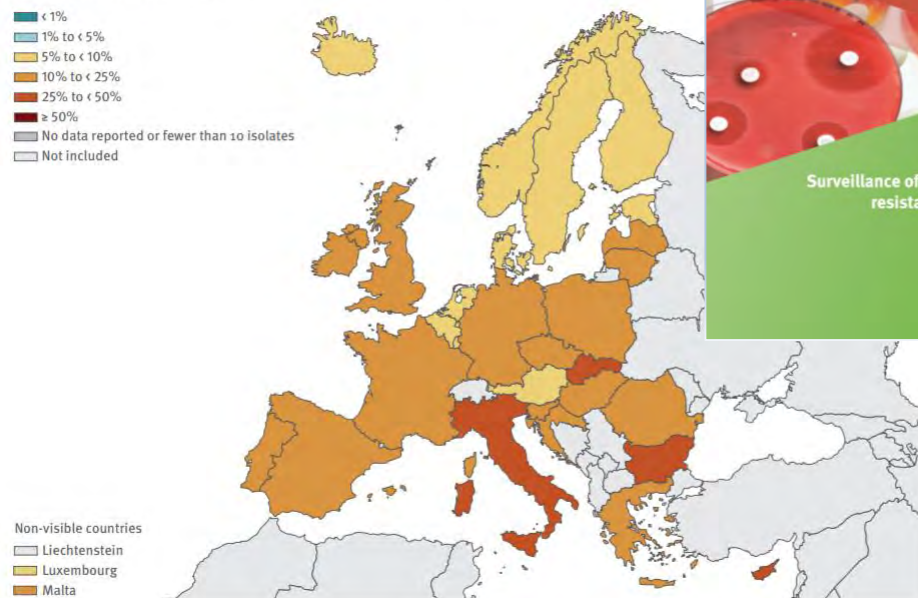 < 1%
1% to < 5%
5% to < 10%
10% to < 25%
25% to < 50%
≥ 50%
No data reported or fewer than 10 isolates
Not included
Surveillance of
Non-visible countries
Liechtenstein
Luxembourg
Malta